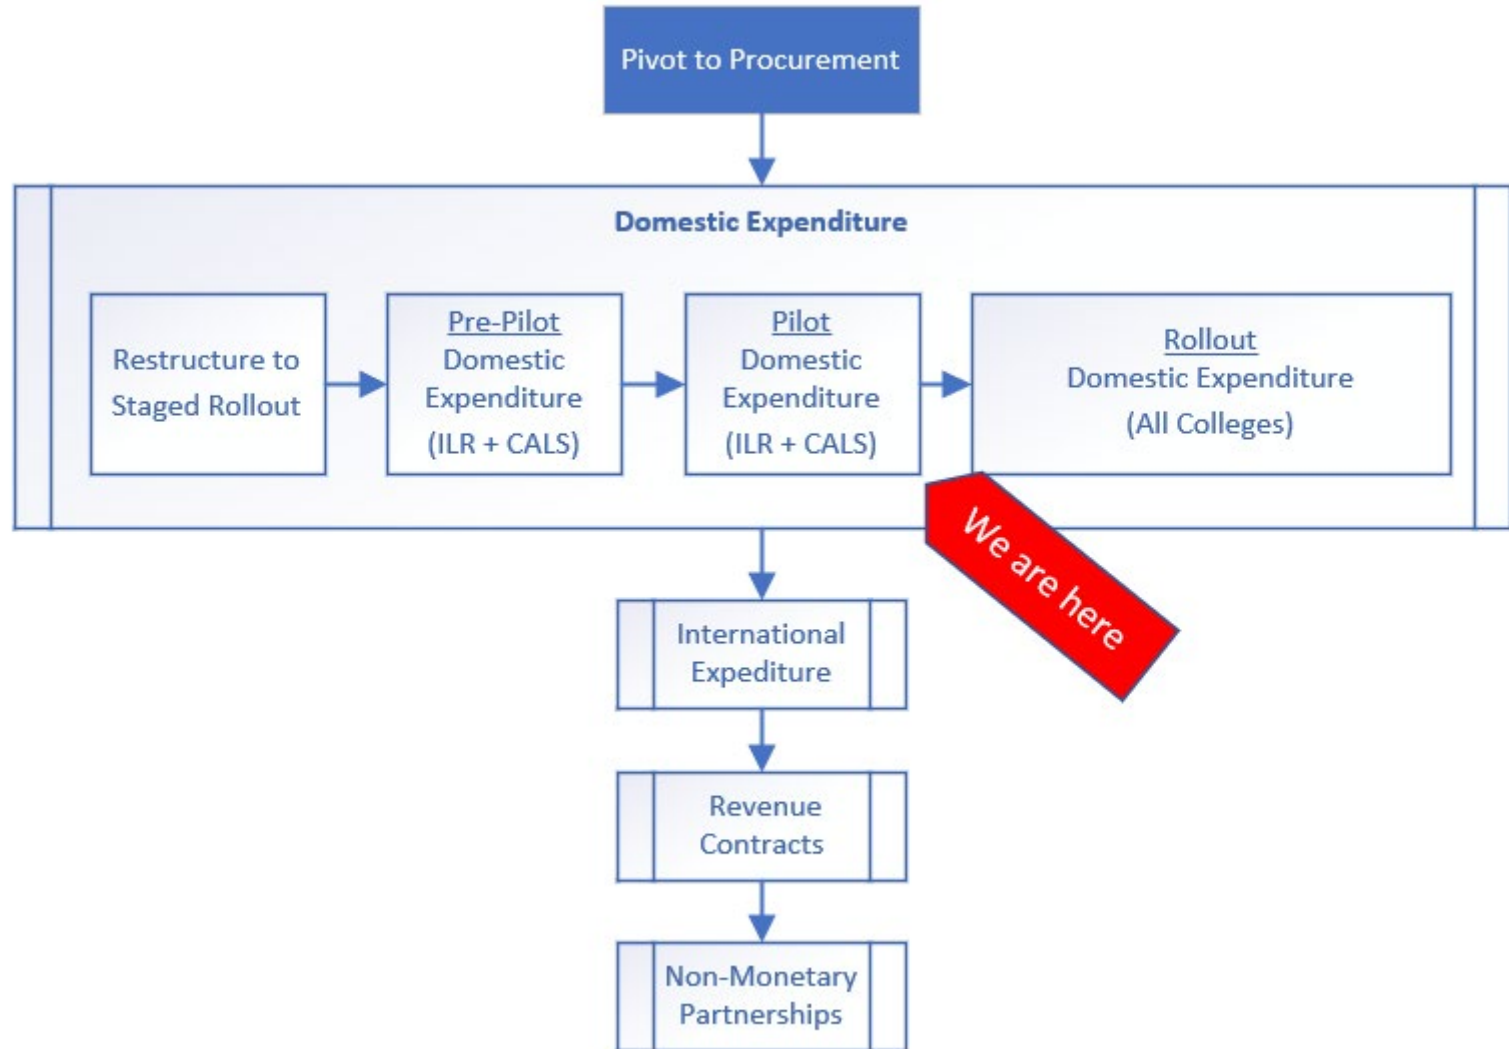 Pivot to Procurement
Domestic Expenditure
Restructure to
Staged Rollout
Pre-Pilot
Domestic
Expenditure
(ILR + CALS)
Pilot
Domestic
Expenditure
(ILR + CALS)
Rollout
Domestic Expenditure
(All Colleges)
We are here
International
Expediture
Revenue
Contracts
Non-Monetary
Partnerships